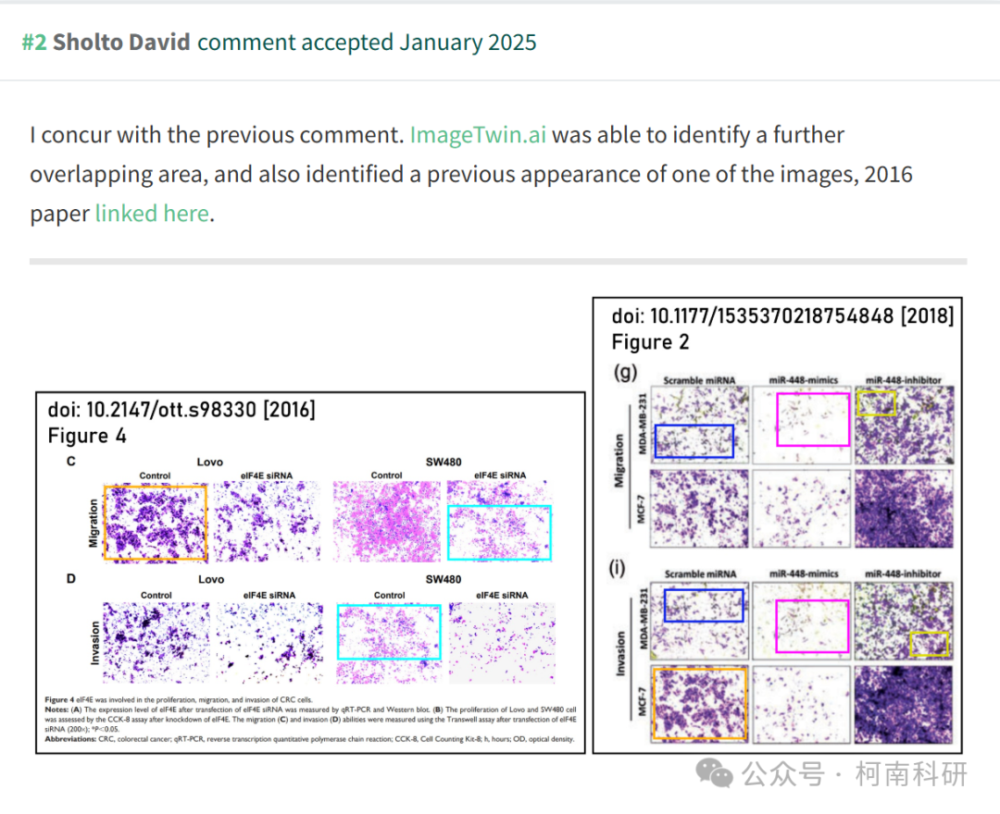 #2 Sholto David comment accepted January 2025
I concur with the previous comment. ImageTwin.ai was able to identify a further
overlapping area, and also identified a previous appearance of one of the images, 2016
paper linked here.
doi: 10.2147/ott.s98330 [2016]
Figure 4
C
Lovo
SW480
Control
eIF4E siRNA
Control
eIF4E siRNA
Migration
D
Lovo
SW480
Control
eIF4E siRNA
Control
eIF4E siRNA
Invasion
Figure 4 eIF4E was involved in the proliferation, migration, and invasion of CRC cells.
Notes: (A) The expression level of eIF4E after transfection of eIF4E siRNA was measured by qRT-PCR and Western blot. (B) The proliferation of Lovo and SW480 cell
was assessed by the CCK-8 assay after knockdown of eIF4E. The migration (C) and invasion (D) abilities were measured using the Transwell assay after transfection of eIF4E
siRNA (200×); *P<0.05.
Abbreviations: CRC, colorectal cancer; qRT-PCR, reverse transcription quantitative polymerase chain reaction; CCK-8, Cell Counting Kit-8; h, hours; OD, optical density.
doi: 10.1177/1535370218754848 [2018]
Figure 2
(g)
Scramble miRNA
miR-448-mimics
miR-448-inhibitor
Migration
MDA-MB-231
MCF-7
(i)
Scramble miRNA
miR-448-mimics
miR-448-inhibitor
Invasion
MDA-MB-231
MCF-7
公众号 · 柯南科研